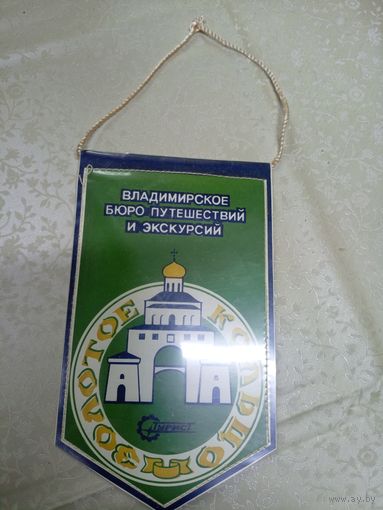 ВЛАДИМИРСКОЕ
БЮРО ПУТЕШЕСТВИЙ
И ЭКСКУРСИЙ
ЗОЛОТОЕ КОЛЬЦО
Турист
www.ay.by